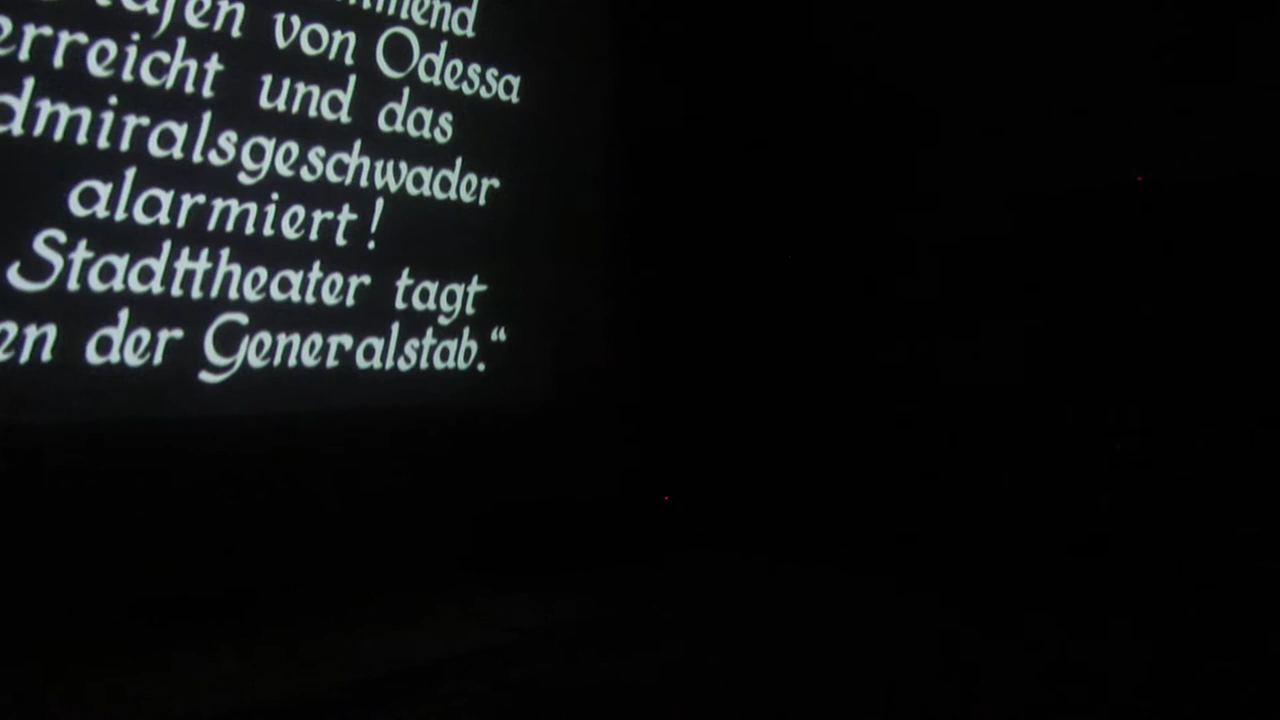 von Odessa
erreicht und das
dmiralsgeschwader
alarmiert!
Stadttheater tagt
en der Generalstab.“